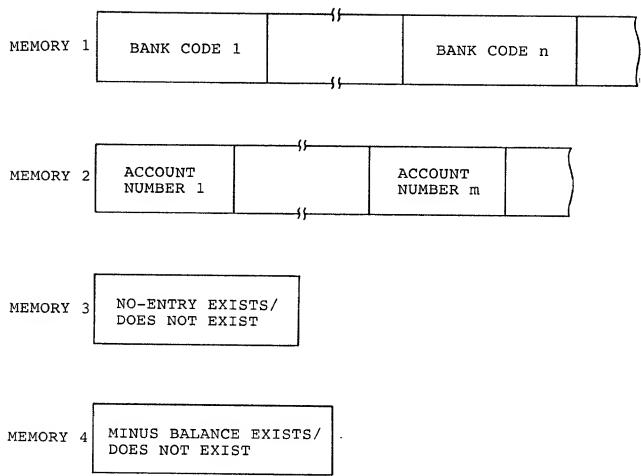 MEMORY 1 BANK CODE 1 BANK CODE n
MEMORY 2 ACCOUNT NUMBER 1 ACCOUNT NUMBER m
MEMORY 3 NO-ENTRY EXISTS/
DOES NOT EXIST
MEMORY 4 MINUS BALANCE EXISTS/
DOES NOT EXIST